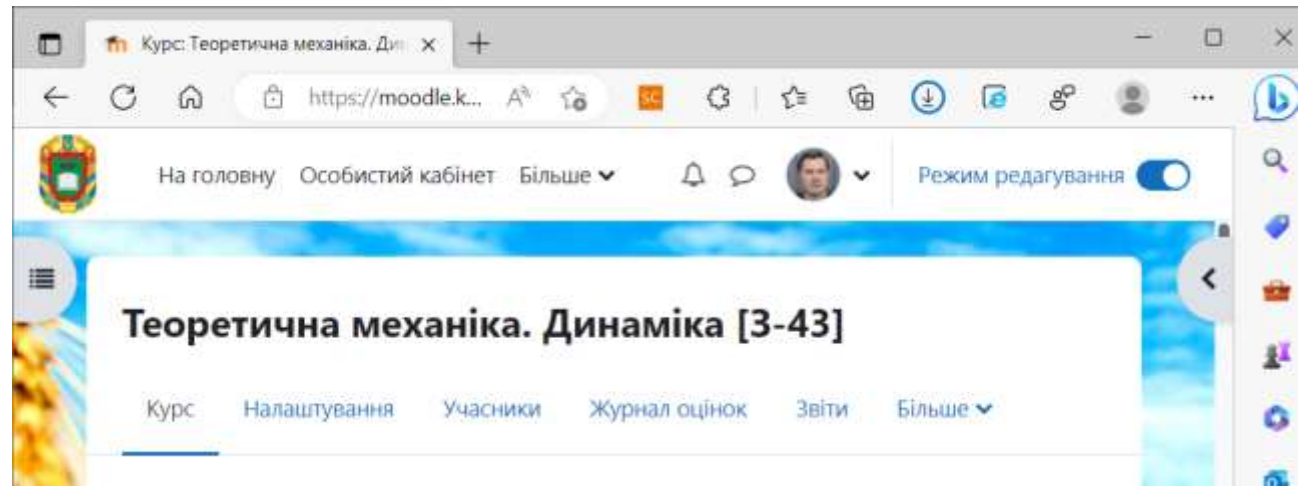 Курс: Теоретична механіка. Ди
https://moodle.k...
SC
На головну Особистий кабінет Більше
Режим редагування
Теоретична механіка. Динаміка [З-43]
Курс Налаштування Учасники Журнал оцінок Звіти Більше